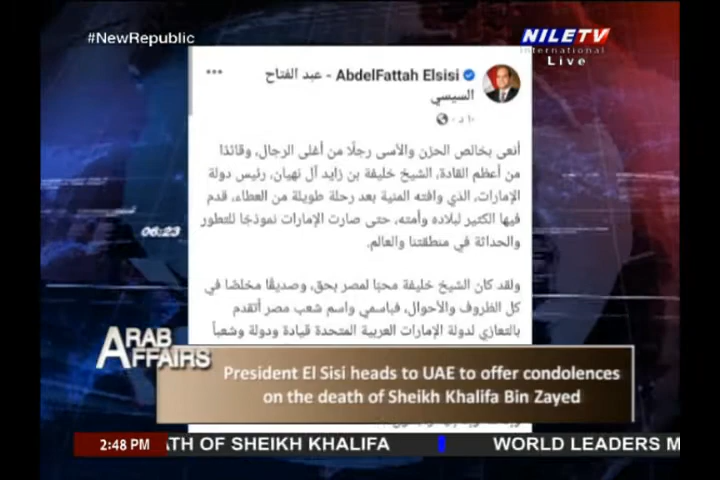 #NewRepublic
NILETV
International
Live
AbdelFattah Elsisi - عبد الفتاح
السيسي
١٠ د ·
أنعى بخالص الحزن والأسى رجلًا من أغلى الرجال، وقائدًا
من أعظم القادة، الشيخ خليفة بن زايد آل نهيان، رئيس دولة
الإمارات، الذي وافته المنية بعد رحلة طويلة من العطاء، قدم
فيها الكثير لبلاده وأمته، حتى صارت الإمارات نموذجًا للتطور
والحداثة في منطقتنا والعالم.
06:23
ولقد كان الشيخ خليفة محبًا لمصر بحق، وصديقًا مخلصًا في
كل الظروف والأحوال، فباسمي واسم شعب مصر أتقدم
بالتعازي لدولة الإمارات العربية المتحدة قيادة ودولة وشعباً
ARAB
AFFAIRS
President El Sisi heads to UAE to offer condolences
on the death of Sheikh Khalifa Bin Zayed
2:48 PM ATH OF SHEIKH KHALIFA WORLD LEADERS M